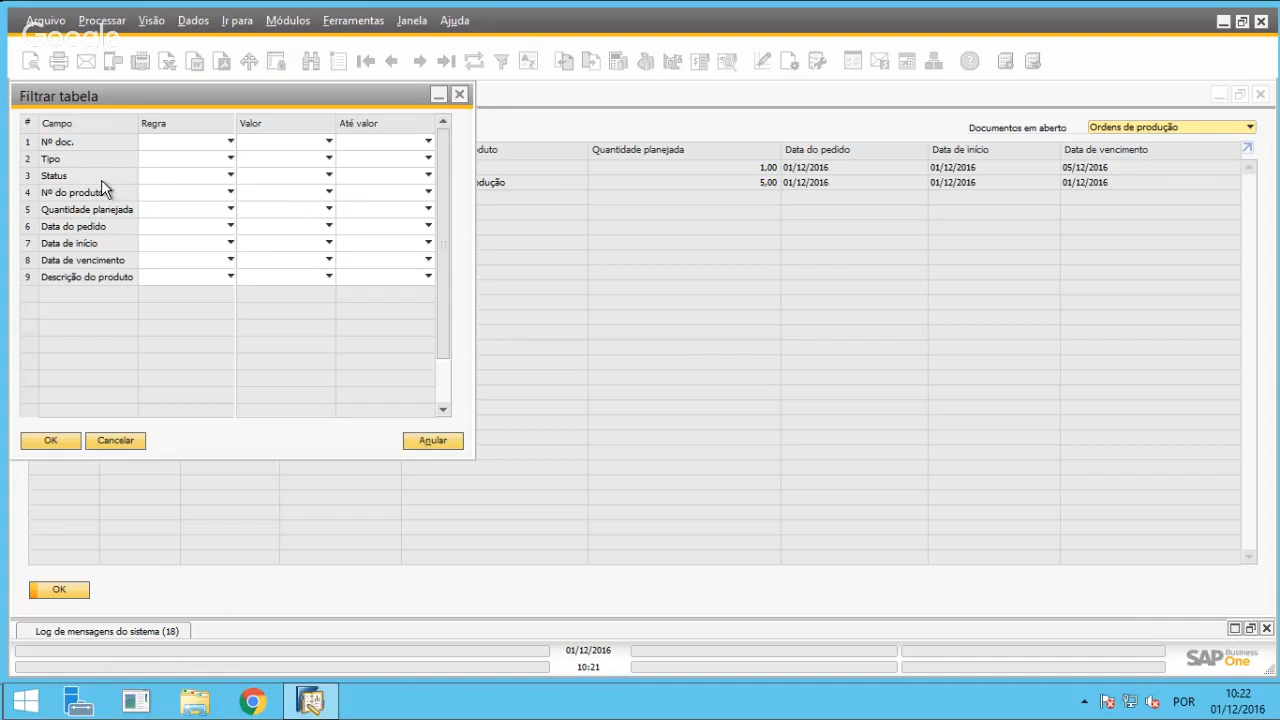 Arquivo Processar Visão Dados Ir para Módulos Ferramentas Janela Ajuda
Google
Filtrar tabela
# Campo Regra Valor Até valor
1 Nº doc.
2 Tipo
3 Status
4 Nº do produto
5 Quantidade planejada
6 Data do pedido
7 Data de início
8 Data de vencimento
9 Descrição do produto
OK Cancelar Anular
Documentos em aberto Ordens de produção
oduto Quantidade planejada Data do pedido Data de início Data de vencimento
1,00 01/12/2016 01/12/2016 05/12/2016
odução 5,00 01/12/2016 01/12/2016 01/12/2016
OK
Log de mensagens do sistema (18)
01/12/2016
10:21
SAP Business One
POR
10:22
01/12/2016